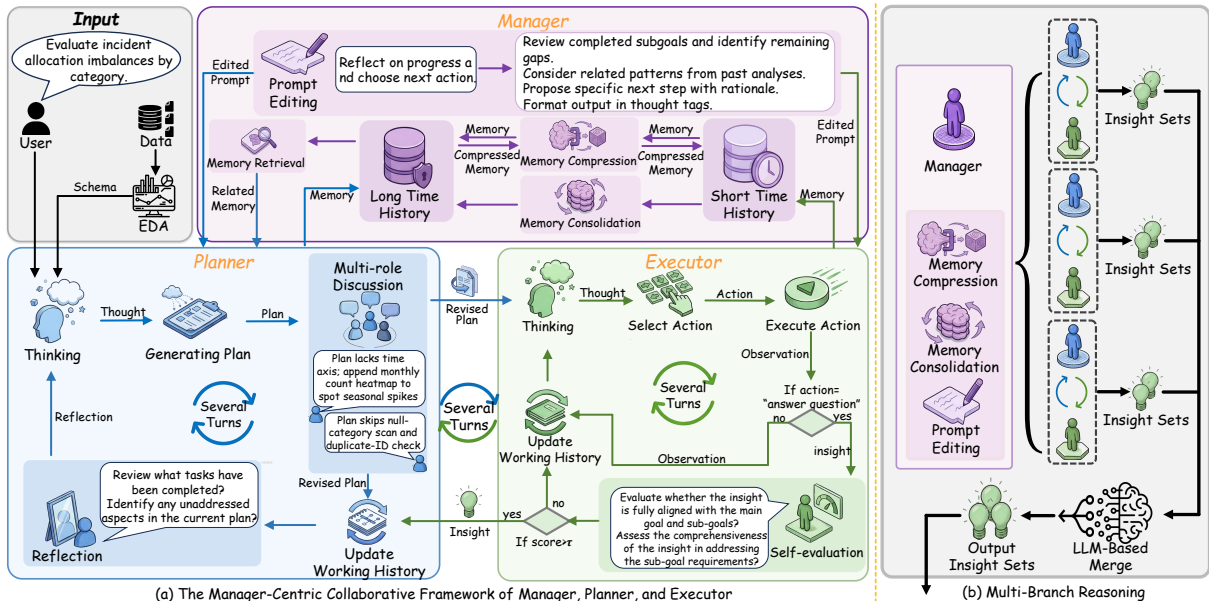 Input
Evaluate incident
allocation imbalances by
category.
User
Data
Schema
EDA
Manager
Edited
Prompt
Prompt
Editing
Reflect on progress a
nd choose next action.
Review completed subgoals and identify remaining
gaps.
Consider related patterns from past analyses.
Propose specific next step with rationale.
Format output in thought tags.
Edited
Prompt
Memory Retrieval
Related
Memory
Memory
Long Time
History
Memory
Compressed
Memory
Memory Compression
Memory
Compressed
Memory
Memory Consolidation
Short Time
History
Memory
Planner
Thinking
Thought
Generating Plan
Plan
Multi-role
Discussion
Plan lacks time
axis; append monthly
count heatmap to
spot seasonal spikes
Plan skips null-
category scan and
duplicate-ID check
Several
Turns
Reflection
Review what tasks have
been completed?
Identify any unaddressed
aspects in the current plan?
Reflection
Revised Plan
Update
Working History
Revised
Plan
Several
Turns
Insight
Executor
Thinking
Thought
Select Action
Action
Execute Action
Observation
Several
Turns
If action=
“answer question”
no
yes
Update
Working History
Observation
insight
no
yes
If score>τ
Evaluate whether the insight
is fully aligned with the main
goal and sub-goals?
Assess the comprehensiveness
of the insight in addressing
the sub-goal requirements?
Self-evaluation
(a) The Manager-Centric Collaborative Framework of Manager, Planner, and Executor
Manager
Memory
Compression
Memory
Consolidation
Prompt
Editing
Insight Sets
Insight Sets
Insight Sets
Output
Insight Sets
LLM-Based
Merge
(b) Multi-Branch Reasoning